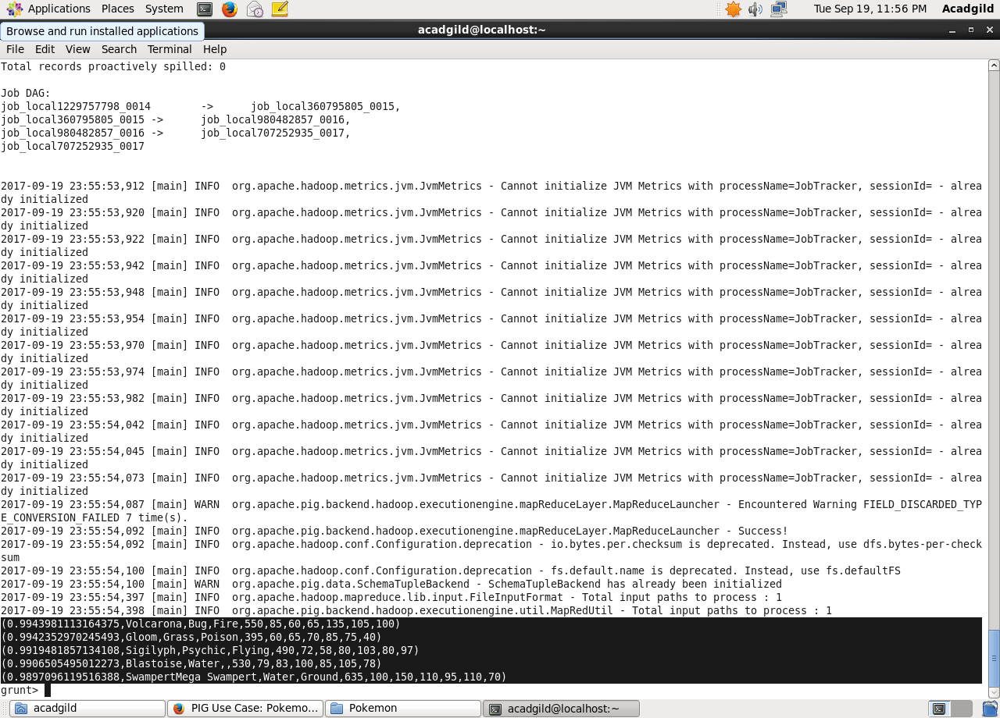 Applications Places System Tue Sep 19, 11:56 PM Acadgild
Browse and run installed applications
acadgild@localhost:~
File Edit View Search Terminal Help
Total records proactively spilled: 0
Job DAG:
job_local1229757798_0014 -> job_local360795805_0015,
job_local360795805_0015 -> job_local980482857_0016,
job_local980482857_0016 -> job_local707252935_0017,
job_local707252935_0017
2017-09-19 23:55:53,912 [main] INFO org.apache.hadoop.metrics.jvm.JvmMetrics - Cannot initialize JVM Metrics with processName=JobTracker, sessionId= - alrea
dy initialized
2017-09-19 23:55:53,920 [main] INFO org.apache.hadoop.metrics.jvm.JvmMetrics - Cannot initialize JVM Metrics with processName=JobTracker, sessionId= - alrea
dy initialized
2017-09-19 23:55:53,922 [main] INFO org.apache.hadoop.metrics.jvm.JvmMetrics - Cannot initialize JVM Metrics with processName=JobTracker, sessionId= - alrea
dy initialized
2017-09-19 23:55:53,942 [main] INFO org.apache.hadoop.metrics.jvm.JvmMetrics - Cannot initialize JVM Metrics with processName=JobTracker, sessionId= - alrea
dy initialized
2017-09-19 23:55:53,948 [main] INFO org.apache.hadoop.metrics.jvm.JvmMetrics - Cannot initialize JVM Metrics with processName=JobTracker, sessionId= - alrea
dy initialized
2017-09-19 23:55:53,954 [main] INFO org.apache.hadoop.metrics.jvm.JvmMetrics - Cannot initialize JVM Metrics with processName=JobTracker, sessionId= - alrea
dy initialized
2017-09-19 23:55:53,970 [main] INFO org.apache.hadoop.metrics.jvm.JvmMetrics - Cannot initialize JVM Metrics with processName=JobTracker, sessionId= - alrea
dy initialized
2017-09-19 23:55:53,974 [main] INFO org.apache.hadoop.metrics.jvm.JvmMetrics - Cannot initialize JVM Metrics with processName=JobTracker, sessionId= - alrea
dy initialized
2017-09-19 23:55:53,982 [main] INFO org.apache.hadoop.metrics.jvm.JvmMetrics - Cannot initialize JVM Metrics with processName=JobTracker, sessionId= - alrea
dy initialized
2017-09-19 23:55:54,042 [main] INFO org.apache.hadoop.metrics.jvm.JvmMetrics - Cannot initialize JVM Metrics with processName=JobTracker, sessionId= - alrea
dy initialized
2017-09-19 23:55:54,045 [main] INFO org.apache.hadoop.metrics.jvm.JvmMetrics - Cannot initialize JVM Metrics with processName=JobTracker, sessionId= - alrea
dy initialized
2017-09-19 23:55:54,073 [main] INFO org.apache.hadoop.metrics.jvm.JvmMetrics - Cannot initialize JVM Metrics with processName=JobTracker, sessionId= - alrea
dy initialized
2017-09-19 23:55:54,087 [main] WARN org.apache.pig.backend.hadoop.executionengine.mapReduceLayer.MapReduceLauncher - Encountered Warning FIELD_DISCARDED_TYP
E_CONVERSION_FAILED 7 time(s).
2017-09-19 23:55:54,092 [main] INFO org.apache.pig.backend.hadoop.executionengine.mapReduceLayer.MapReduceLauncher - Success!
2017-09-19 23:55:54,092 [main] INFO org.apache.hadoop.conf.Configuration.deprecation - io.bytes.per.checksum is deprecated. Instead, use dfs.bytes-per-check
sum
2017-09-19 23:55:54,100 [main] INFO org.apache.hadoop.conf.Configuration.deprecation - fs.default.name is deprecated. Instead, use fs.defaultFS
2017-09-19 23:55:54,100 [main] WARN org.apache.pig.data.SchemaTupleBackend - SchemaTupleBackend has already been initialized
2017-09-19 23:55:54,397 [main] INFO org.apache.hadoop.mapreduce.lib.input.FileInputFormat - Total input paths to process : 1
2017-09-19 23:55:54,398 [main] INFO org.apache.pig.backend.hadoop.executionengine.util.MapRedUtil - Total input paths to process : 1
(0.9943981113164375,Volcarona,Bug,Fire,550,85,60,65,135,105,100)
(0.9942352970245493,Gloom,Grass,Poison,395,60,65,70,85,75,40)
(0.9919481857134108,Sigilyph,Psychic,Flying,490,72,58,80,103,80,97)
(0.9906505495012273,Blastoise,Water,,530,79,83,100,85,105,78)
(0.9897096119516388,SwampertMega Swampert,Water,Ground,635,100,150,110,95,110,70)
grunt>
acadgild PIG Use Case: Pokemo... Pokemon acadgild@localhost:~